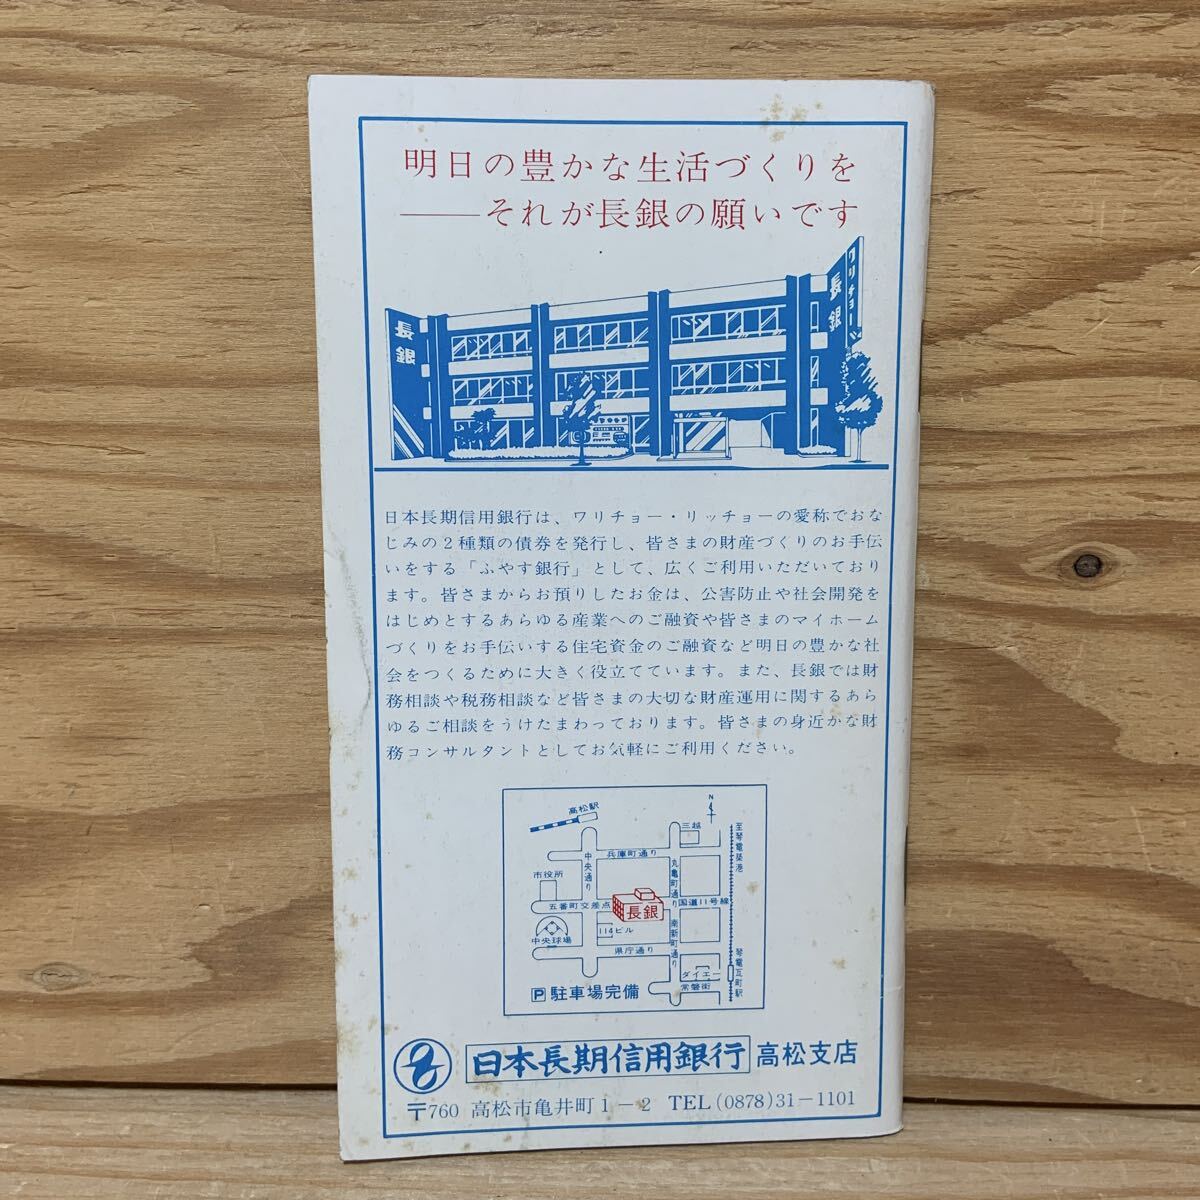 明日の豊かな生活づくりを
——それが長銀の願いです
長銀
長銀
ワリチョー
日本長期信用銀行は、ワリチョー・リッチョーの愛称でおな
じみの2種類の債券を発行し、皆さまの財産づくりのお手伝
いをする「ふやす銀行」として、広くご利用いただいており
ます。皆さまからお預りしたお金は、公害防止や社会開発を
はじめとするあらゆる産業へのご融資や皆さまのマイホーム
づくりをお手伝いする住宅資金のご融資など明日の豊かな社
会をつくるために大きく役立てています。また、長銀では財
務相談や税務相談など皆さまの大切な財産運用に関するあら
ゆるご相談をうけたまわっております。皆さまの身近かな財
務コンサルタントとしてお気軽にご利用ください。
高松駅
N
三越
至琴電築港
中央通り
兵庫町通り
丸亀町通り
市役所
五番町交差点
長銀
国道11号線
中央球場
114ビル
南新町通り
県庁通り
琴電瓦町駅
ダイエー
常磐街
P 駐車場完備
日本長期信用銀行 高松支店
〒760 高松市亀井町1-2 TEL (0878)31-1101